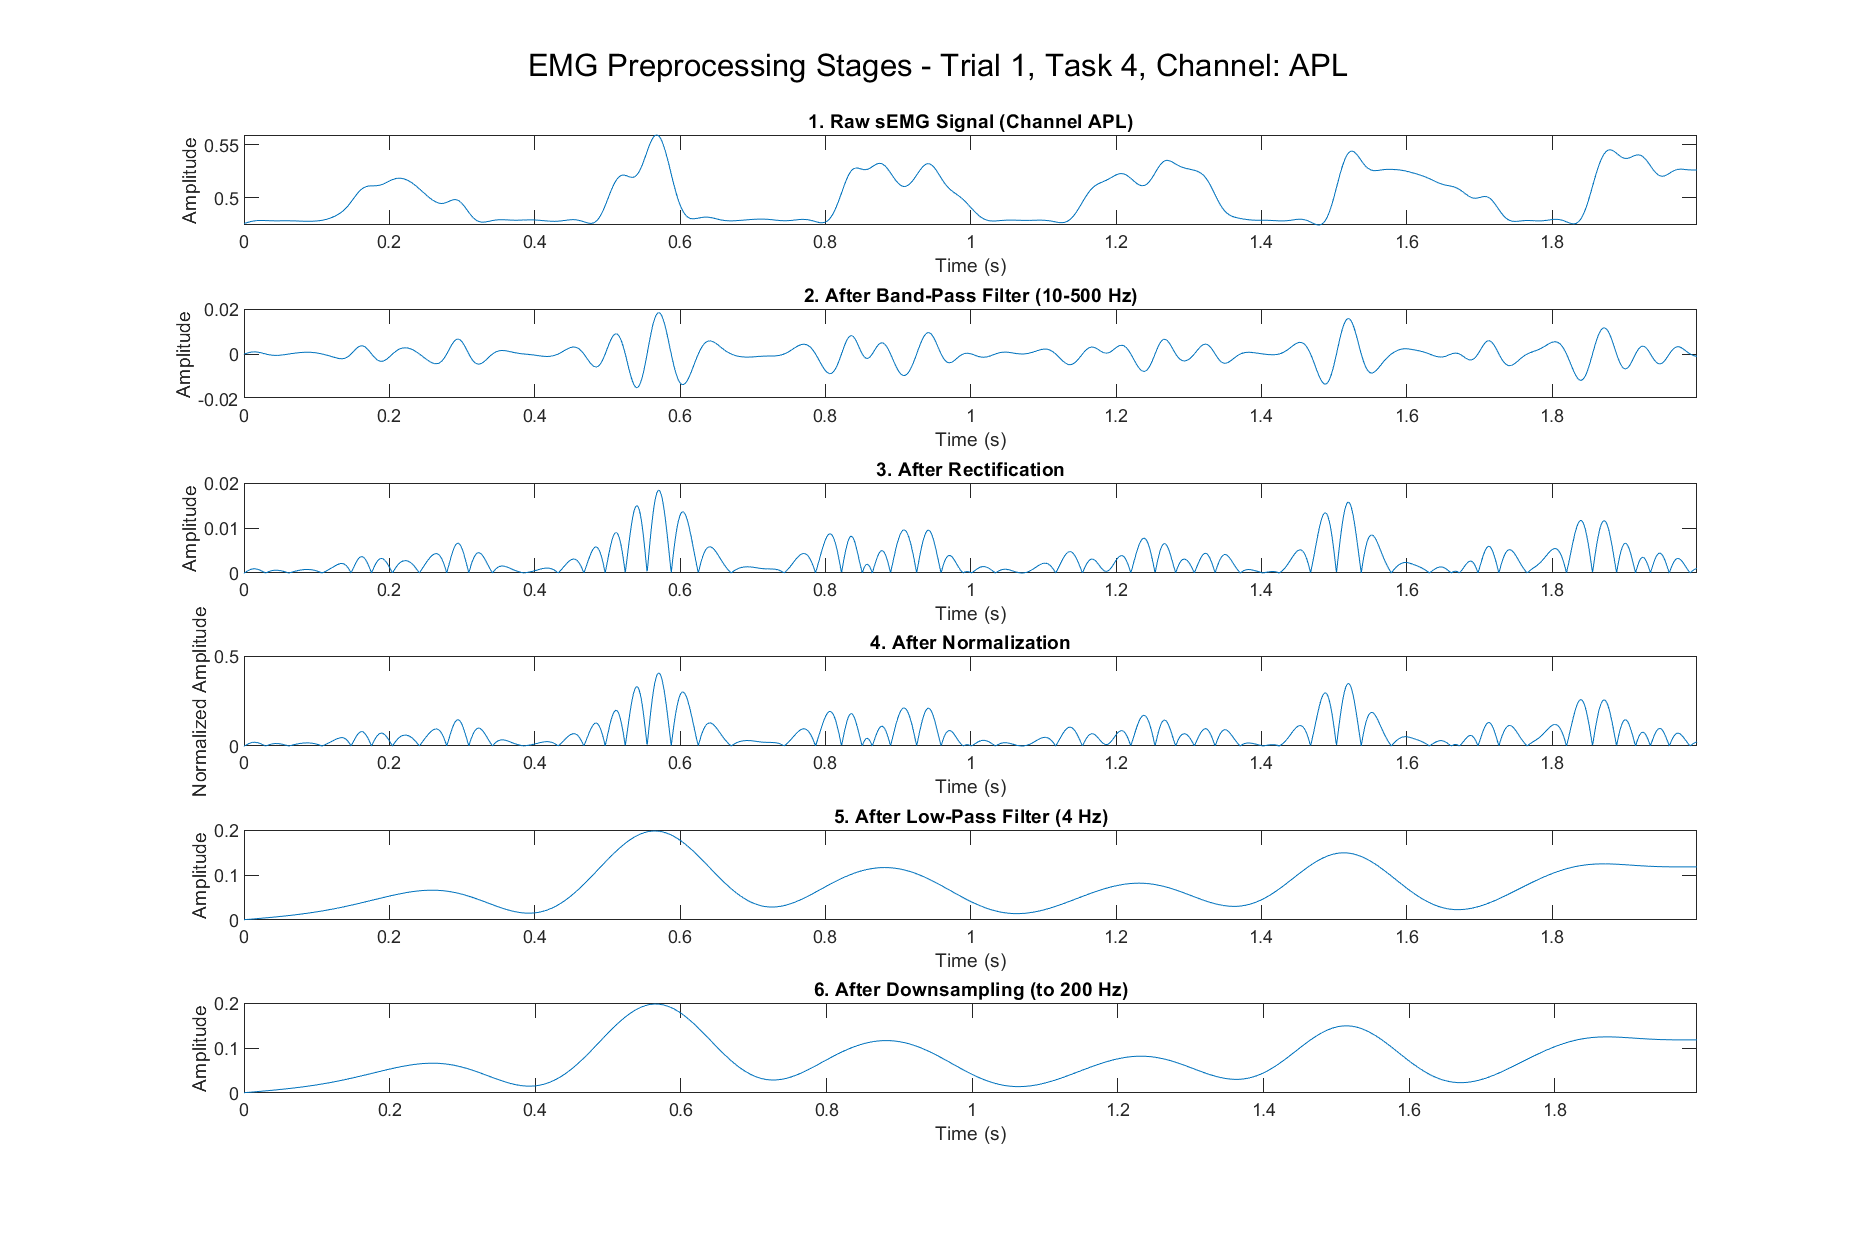 EMG Preprocessing Stages - Trial 1, Task 4, Channel: APL
1. Raw sEMG Signal (Channel APL)
Amplitude
0.55
0.5
0 0.2 0.4 0.6 0.8 1 1.2 1.4 1.6 1.8
Time (s)
2. After Band-Pass Filter (10-500 Hz)
Amplitude
0.02
0
-0.02
0 0.2 0.4 0.6 0.8 1 1.2 1.4 1.6 1.8
Time (s)
3. After Rectification
Amplitude
0.02
0.01
0
0 0.2 0.4 0.6 0.8 1 1.2 1.4 1.6 1.8
Time (s)
4. After Normalization
Normalized Amplitude
0.5
0
0 0.2 0.4 0.6 0.8 1 1.2 1.4 1.6 1.8
Time (s)
5. After Low-Pass Filter (4 Hz)
Amplitude
0.2
0.1
0
0 0.2 0.4 0.6 0.8 1 1.2 1.4 1.6 1.8
Time (s)
6. After Downsampling (to 200 Hz)
Amplitude
0.2
0.1
0
0 0.2 0.4 0.6 0.8 1 1.2 1.4 1.6 1.8
Time (s)